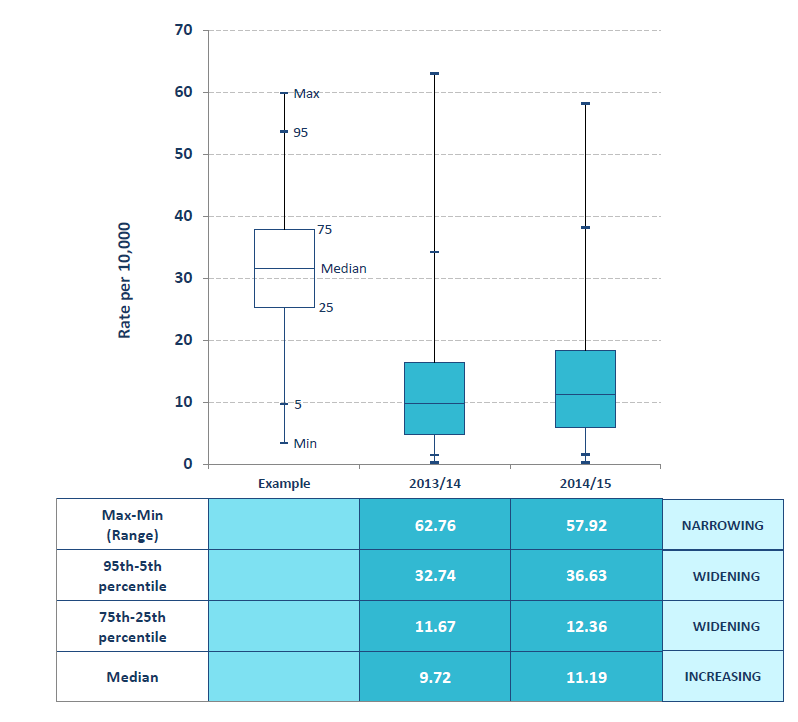 70
60
50
40
30
20
10
0
Rate per 10,000
Max
95
75
Median
25
5
Min
Example 2013/14 2014/15
Max-Min
(Range)
62.76 57.92 NARROWING
95th-5th
percentile
32.74 36.63 WIDENING
75th-25th
percentile
11.67 12.36 WIDENING
Median 9.72 11.19 INCREASING